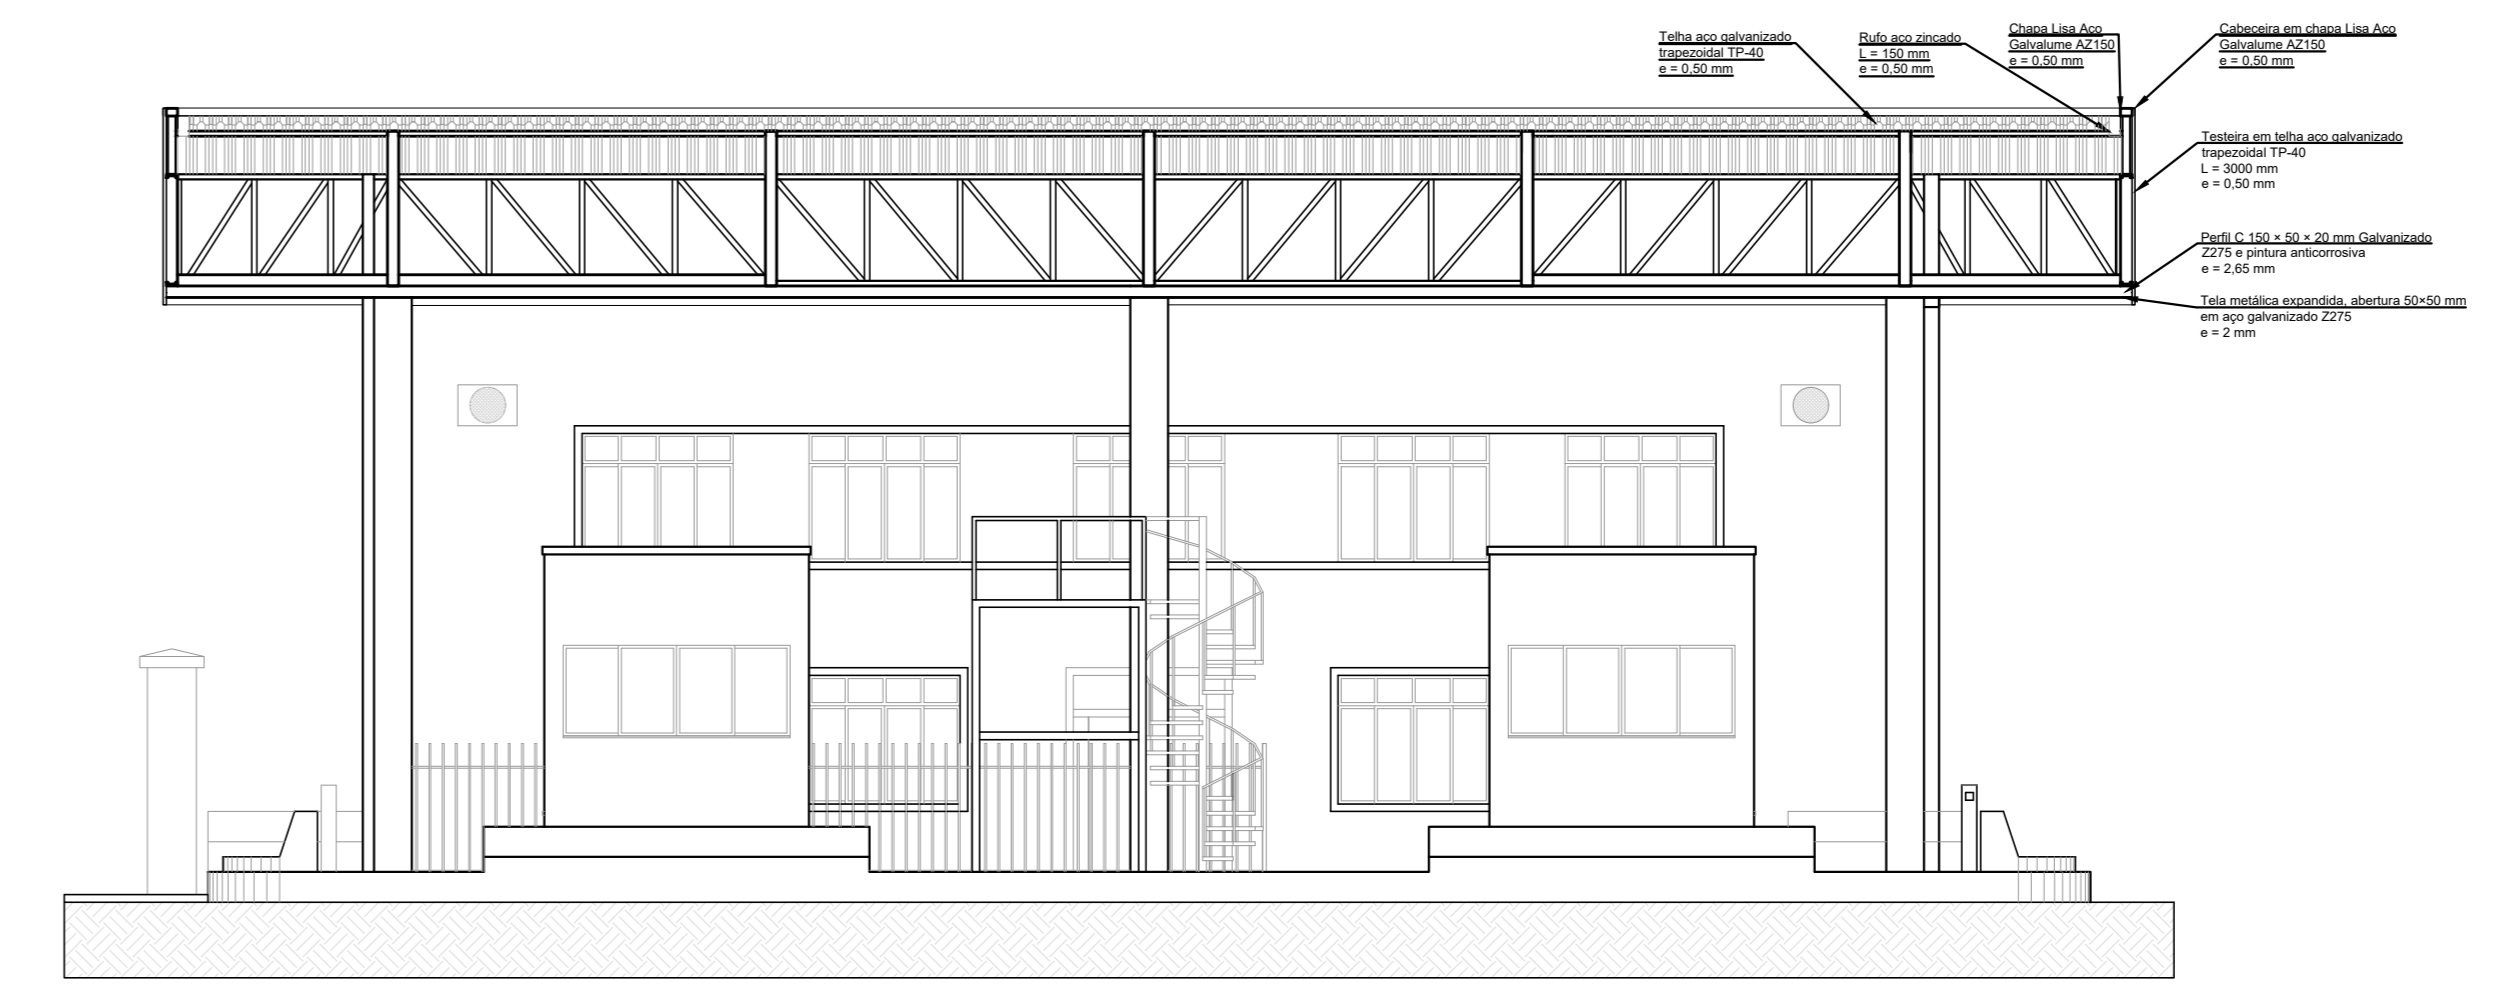 Telha aço galvanizado
trapezoidal TP-40
e = 0,50 mm
Rufo aço zincado
L = 150 mm
e = 0,50 mm
Chapa Lisa Aço
Galvalume AZ150
e = 0,50 mm
Cabeceira em chapa Lisa Aço
Galvalume AZ150
e = 0,50 mm
Testeira em telha aço galvanizado
trapezoidal TP-40
L = 3000 mm
e = 0,50 mm
Perfil C 150 × 50 × 20 mm Galvanizado
Z275 e pintura anticorrosiva
e = 2,65 mm
Tela metálica expandida, abertura 50×50 mm
em aço galvanizado Z275
e = 2 mm